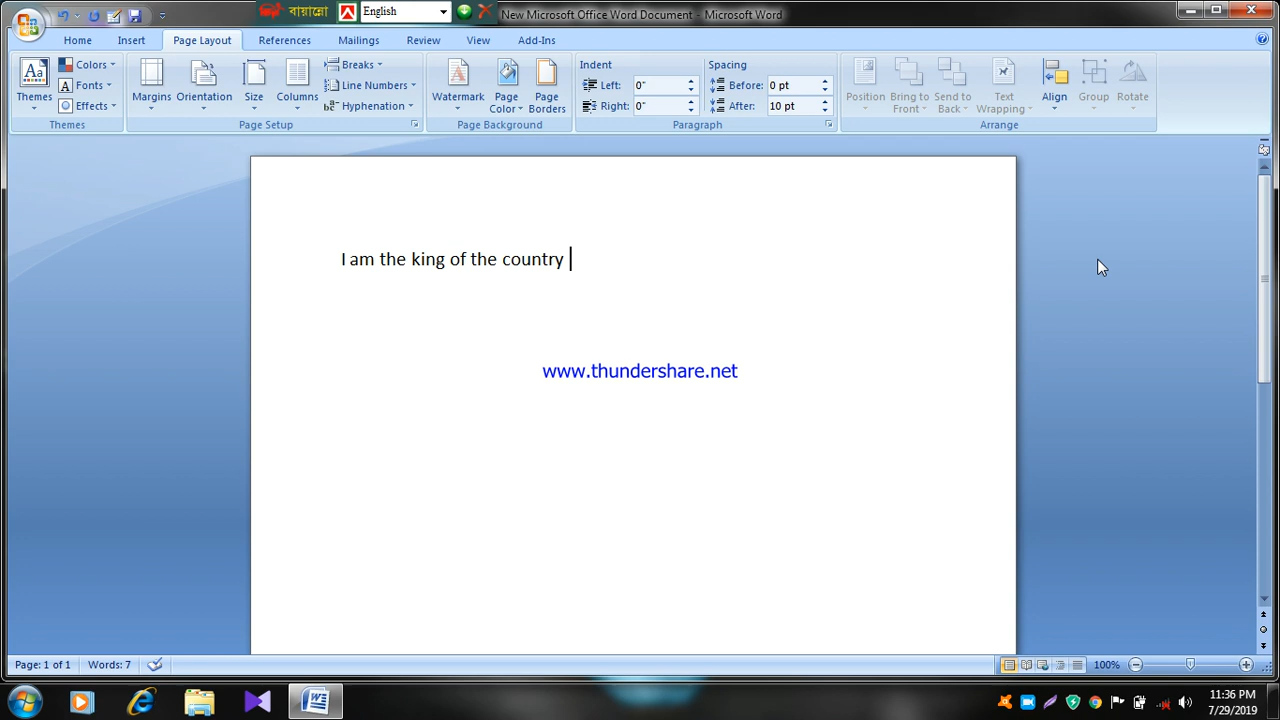 বায়ান্নো English New Microsoft Office Word Document - Microsoft Word
Home Insert Page Layout References Mailings Review View Add-Ins
Themes Colors Fonts Effects Margins Orientation Size Columns Breaks Line Numbers Hyphenation Watermark Page Color Page Borders Indent Left: 0" Right: 0" Spacing Before: 0 pt After: 10 pt Position Bring to Front Send to Back Text Wrapping Align Group Rotate
Themes Page Setup Page Background Paragraph Arrange
I am the king of the country
www.thundershare.net
Page: 1 of 1 Words: 7 100%
11:36 PM
7/29/2019